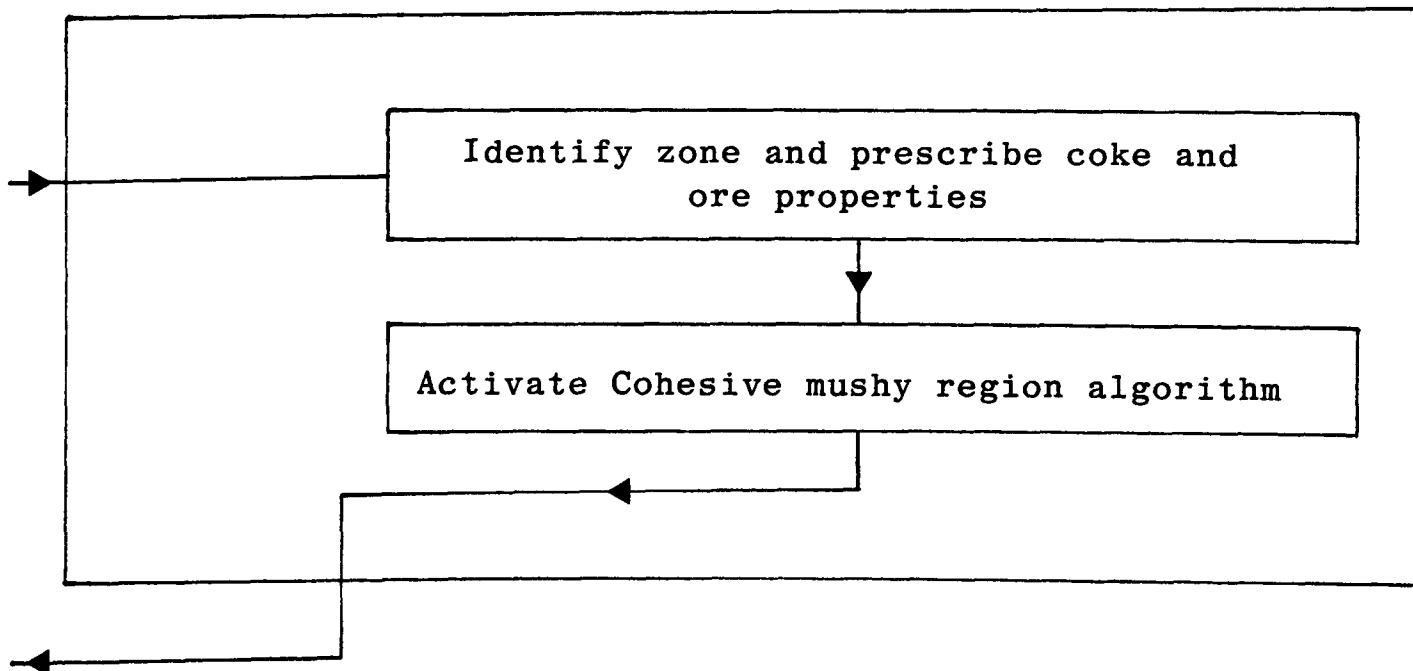 Identify zone and prescribe coke and
ore properties
Activate Cohesive mushy region algorithm